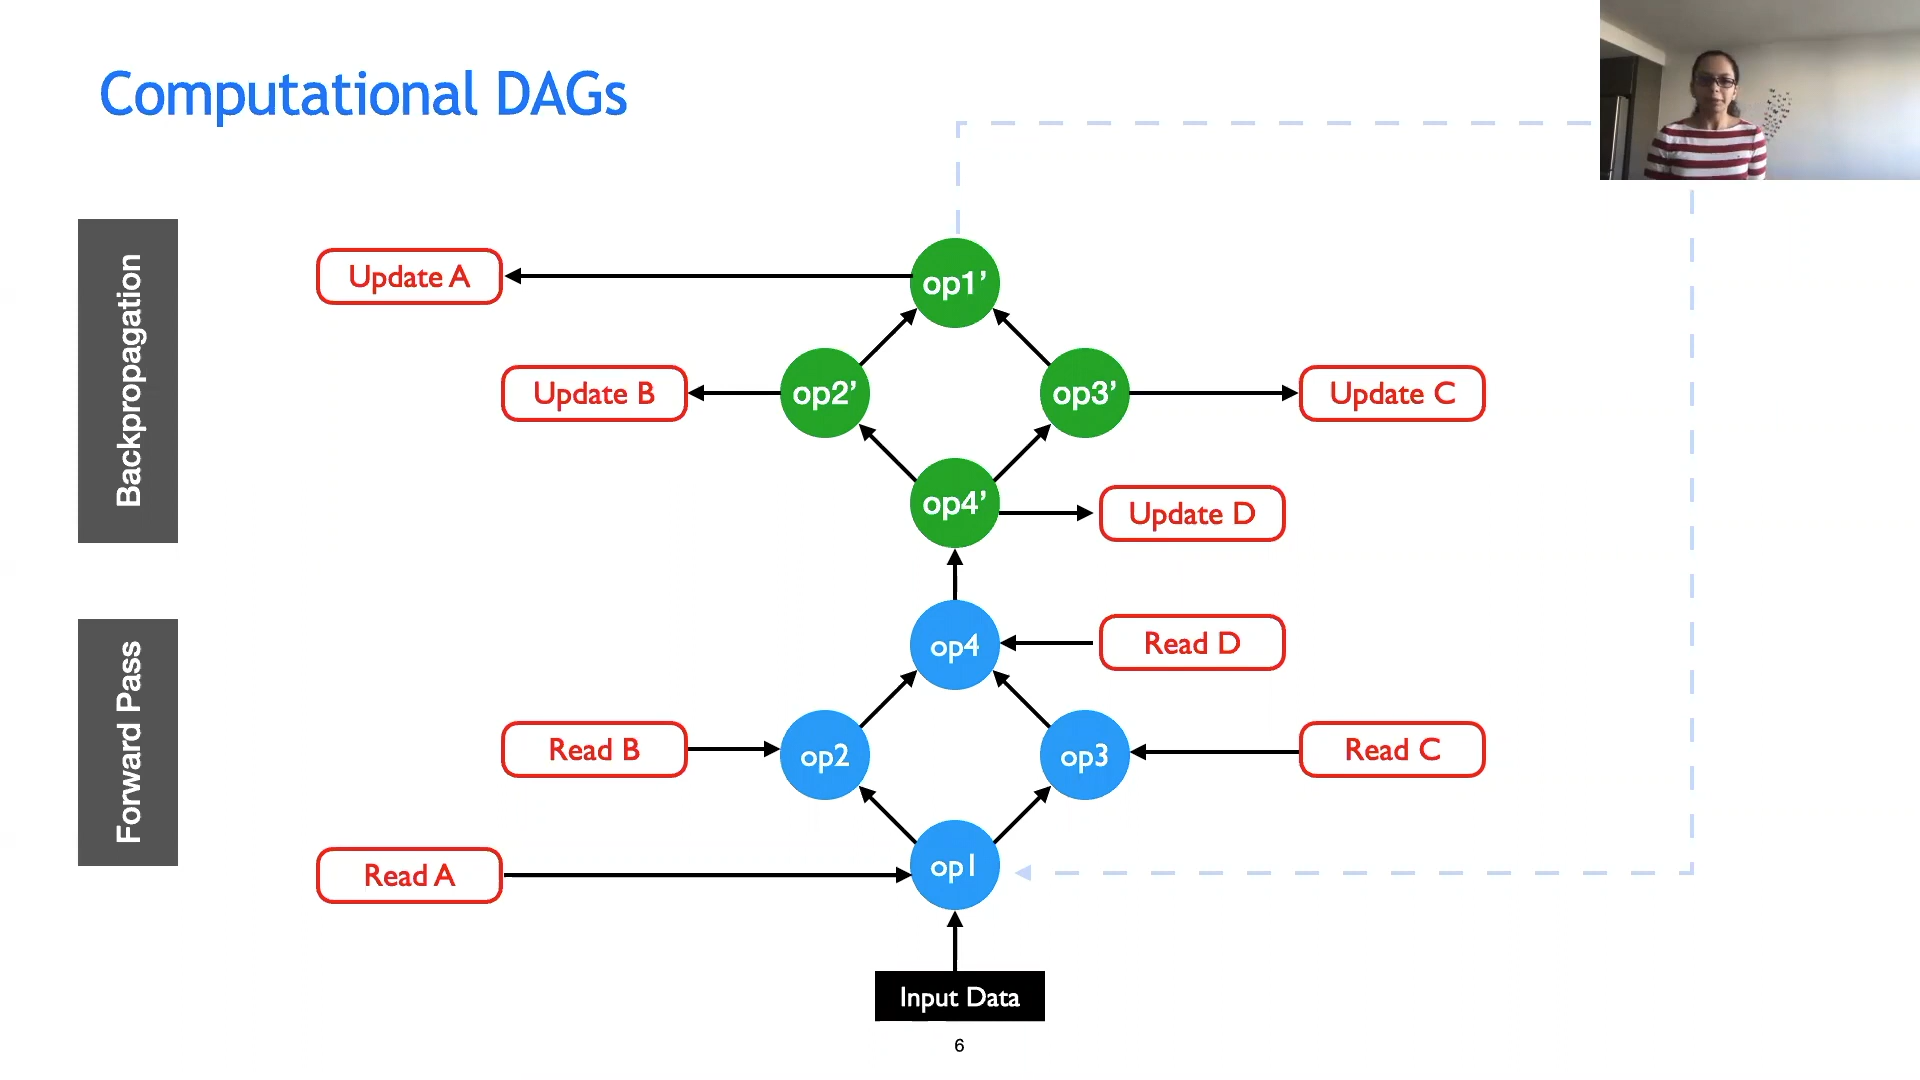 Computational DAGs
Backpropagation
Update A
op1’
Update B
op2’
op3’
Update C
op4’
Update D
Forward Pass
op4
Read D
Read B
op2
op3
Read C
Read A
op1
Input Data
6